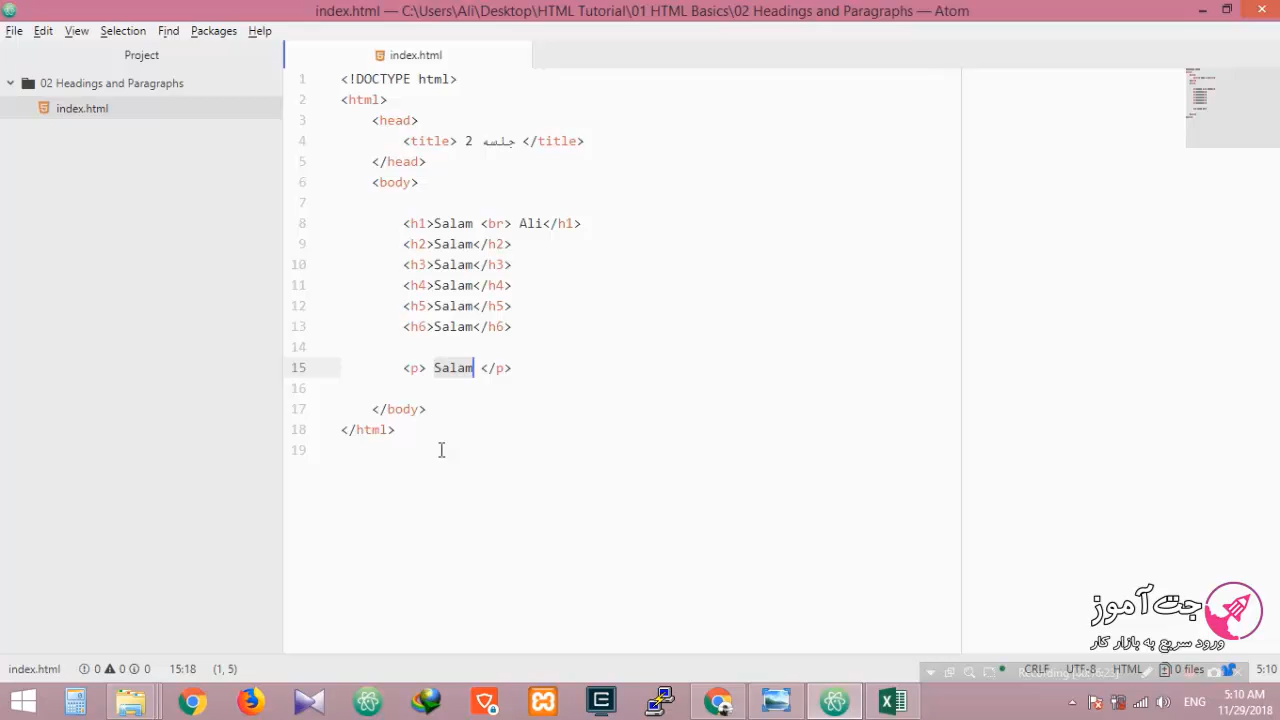 index.html — C:\Users\Ali\Desktop\HTML Tutorial\01 HTML Basics\02 Headings and Paragraphs — Atom
File Edit View Selection Find Packages Help
Project
index.html
02 Headings and Paragraphs
index.html
1 <!DOCTYPE html>
2 <html>
3 <head>
4 <title> جلسه 2 </title>
5 </head>
6 <body>
7
8 <h1>Salam <br> Ali</h1>
9 <h2>Salam</h2>
10 <h3>Salam</h3>
11 <h4>Salam</h4>
12 <h5>Salam</h5>
13 <h6>Salam</h6>
14
15 <p> Salam </p>
16
17 </body>
18 </html>
19
جت آموز
ورود سریع به بازار کار
index.html 0 0 0 15:18 (1, 5) CRLF UTF-8 HTML 0 files 5:10
ENG
5:10 AM
11/29/2018